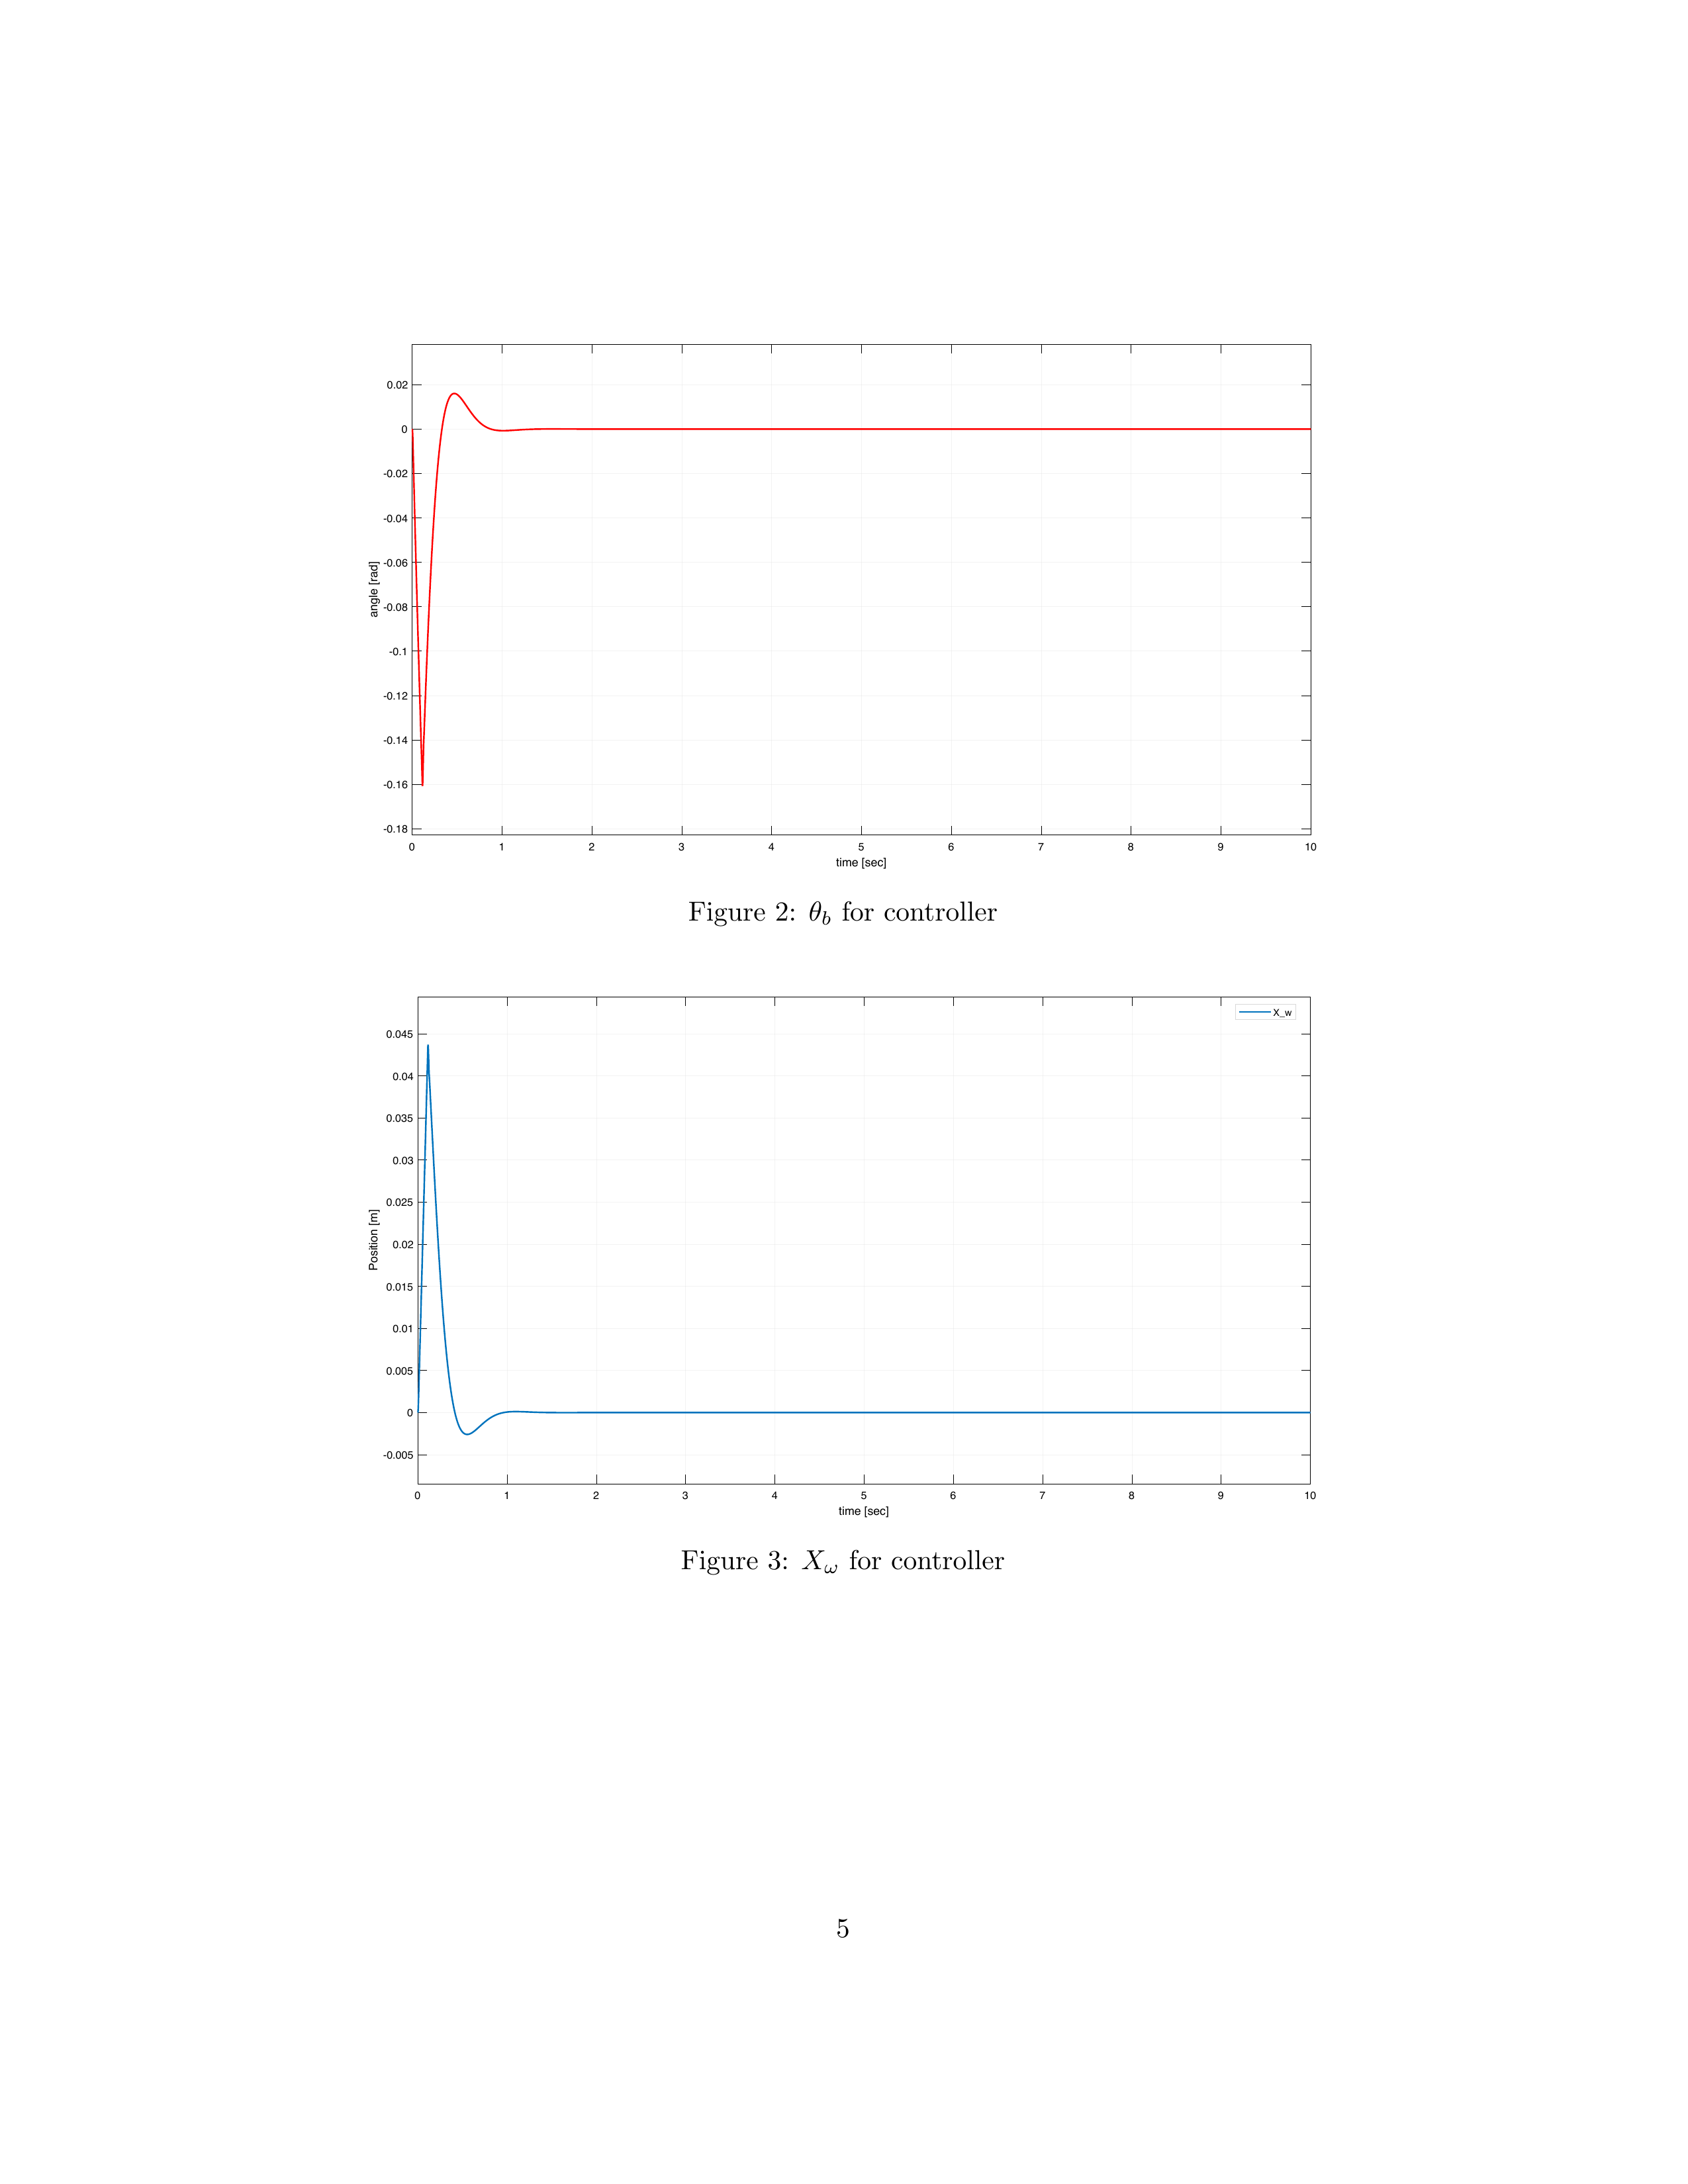 0.02
0
-0.02
-0.04
-0.06
-0.08
-0.1
-0.12
-0.14
-0.16
-0.18
angle [rad]
0 1 2 3 4 5 6 7 8 9 10
time [sec]
Figure 2: θ_b for controller
X_w
0.045
0.04
0.035
0.03
0.025
0.02
0.015
0.01
0.005
0
-0.005
Position [m]
0 1 2 3 4 5 6 7 8 9 10
time [sec]
Figure 3: X_ω for controller
5